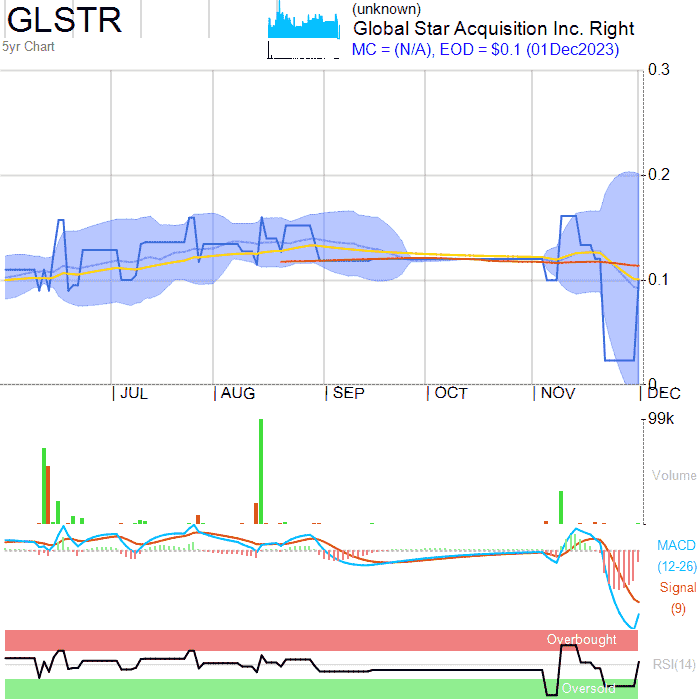 GLSTR
5yr Chart
(unknown)
Global Star Acquisition Inc. Right
MC = (N/A), EOD = $0.1 (01Dec2023)
0.3
0.2
0.1
0
JUL
AUG
SEP
OCT
NOV
DEC
99k
Volume
MACD
(12-26)
Signal
(9)
Overbought
RSI(14)
Oversold